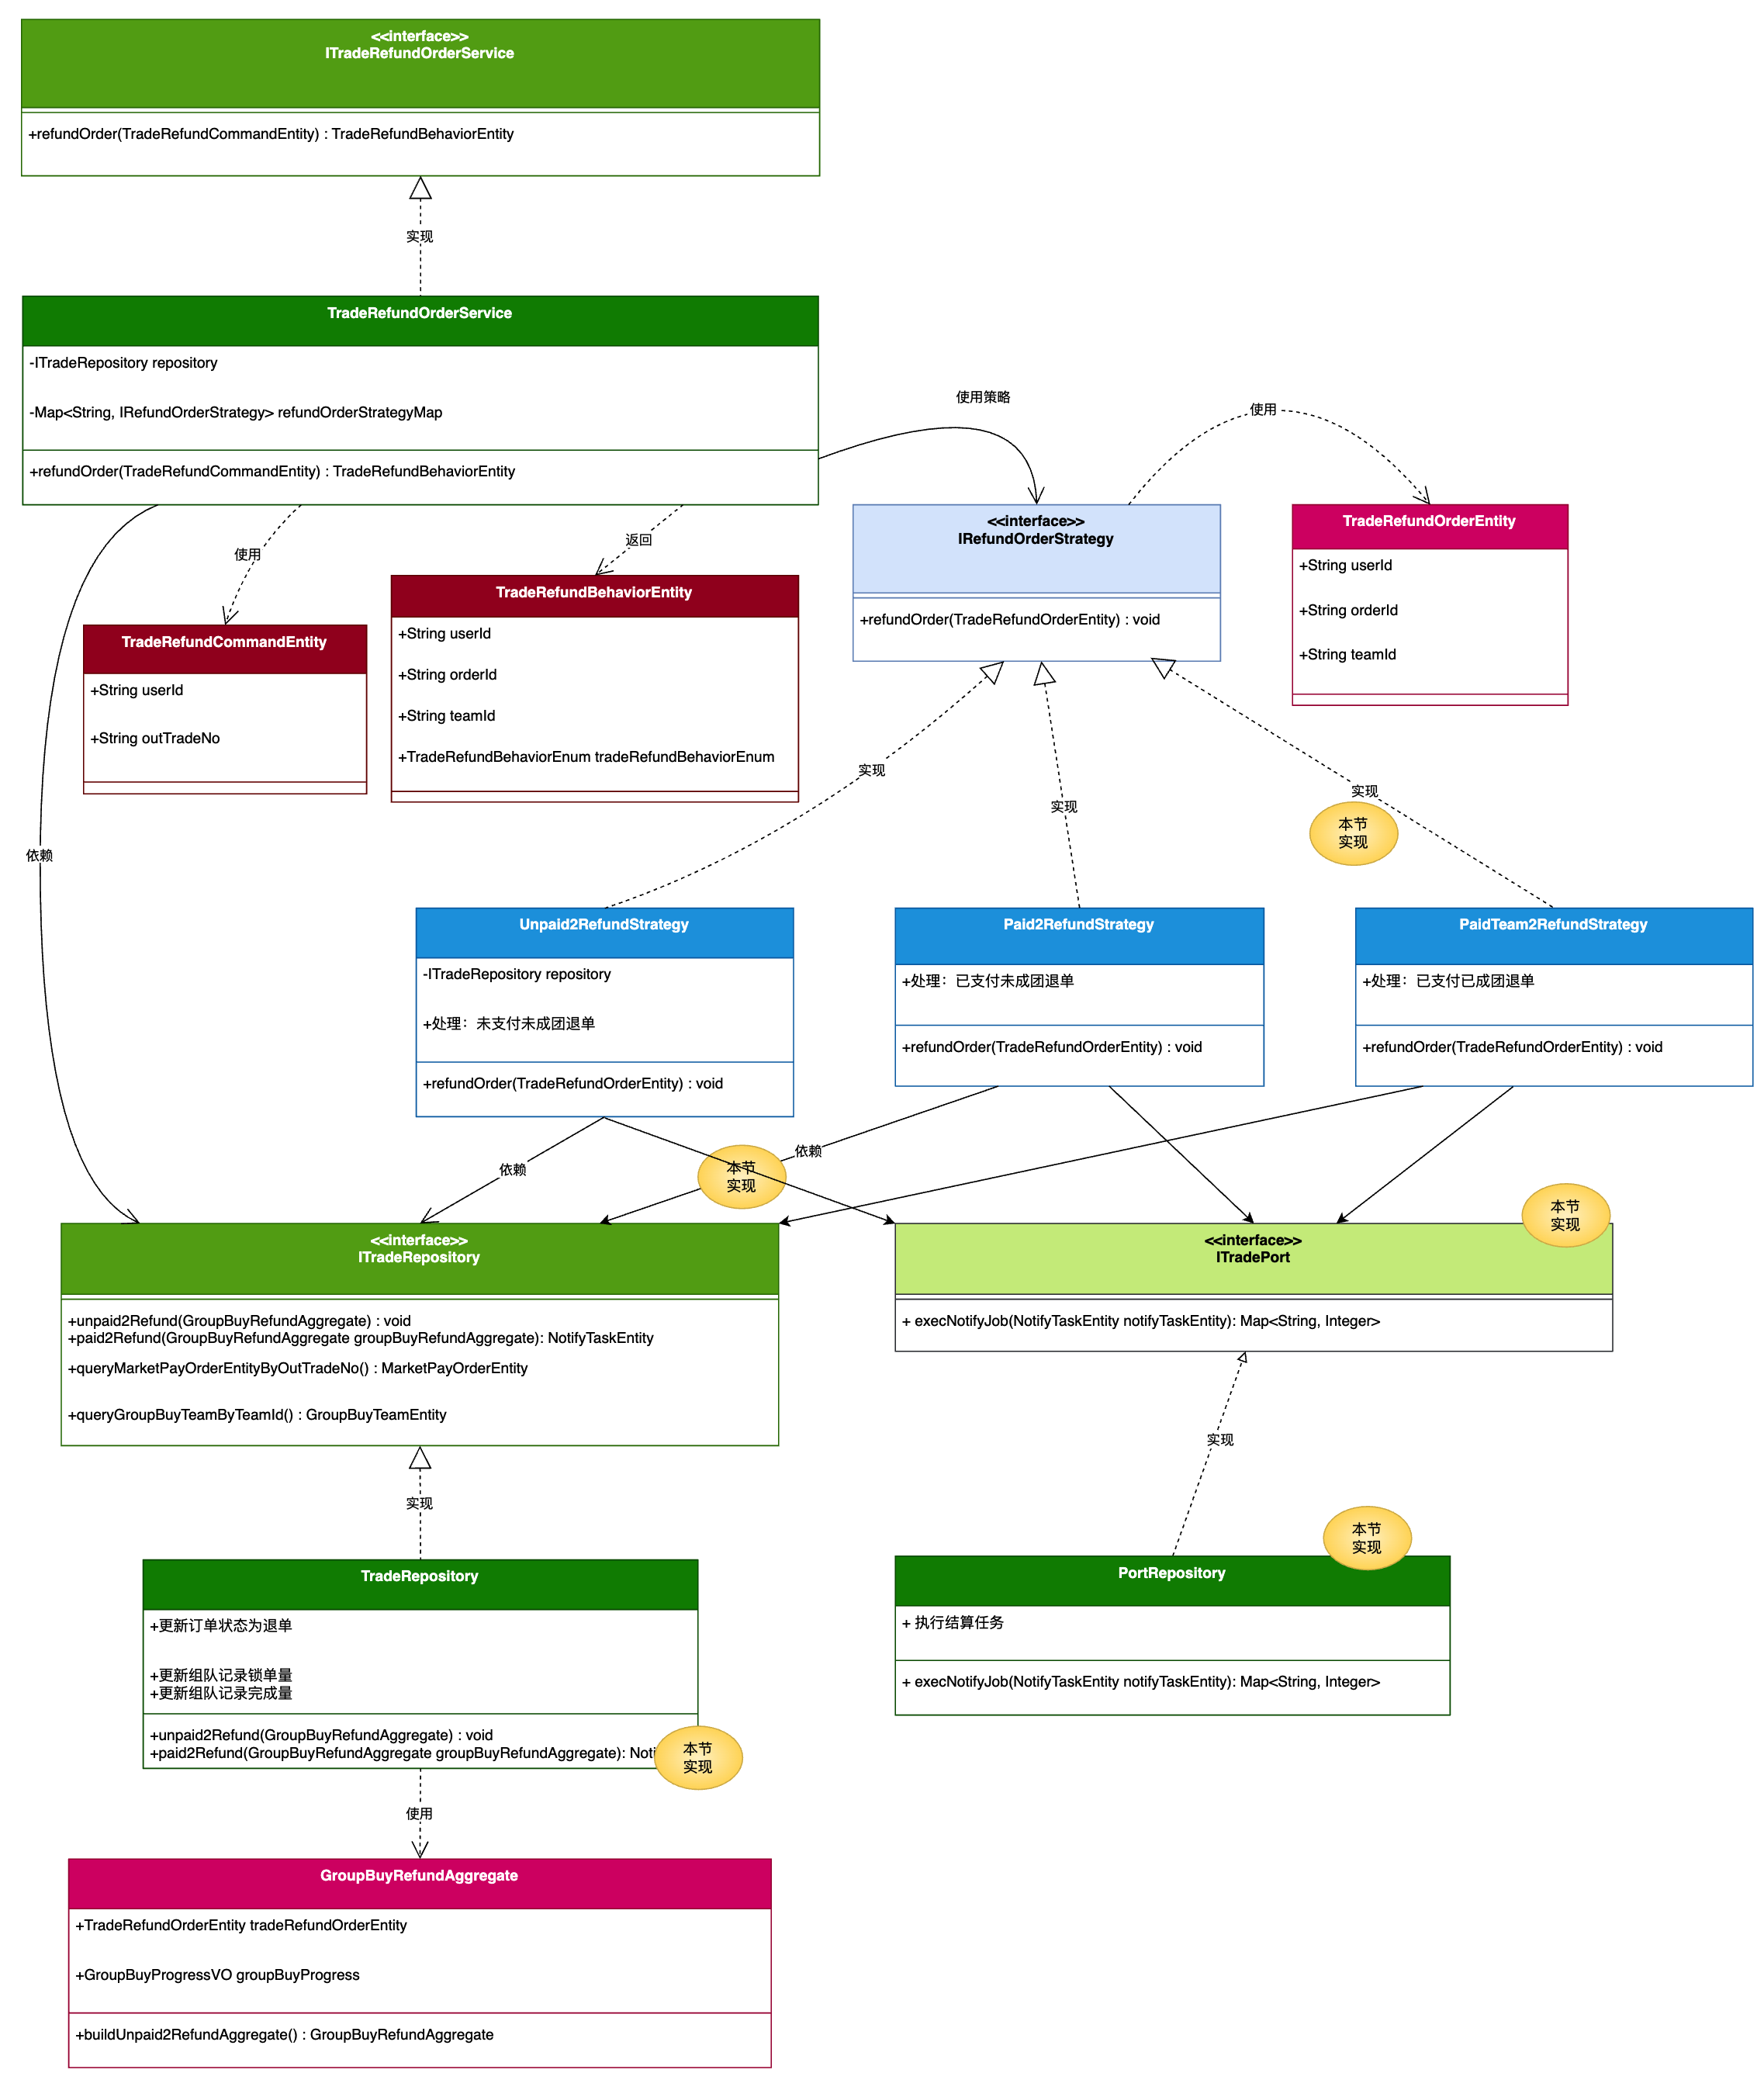 <<interface>>
ITradeRefundOrderService
+refundOrder(TradeRefundCommandEntity) : TradeRefundBehaviorEntity
实现
TradeRefundOrderService
-ITradeRepository repository
-Map<String, IRefundOrderStrategy> refundOrderStrategyMap
+refundOrder(TradeRefundCommandEntity) : TradeRefundBehaviorEntity
使用策略
使用
<<interface>>
IRefundOrderStrategy
+refundOrder(TradeRefundOrderEntity) : void
TradeRefundOrderEntity
+String userId
+String orderId
+String teamId
使用
返回
TradeRefundCommandEntity
+String userId
+String outTradeNo
TradeRefundBehaviorEntity
+String userId
+String orderId
+String teamId
+TradeRefundBehaviorEnum tradeRefundBehaviorEnum
实现
实现
实现
本节
实现
依赖
Unpaid2RefundStrategy
-ITradeRepository repository
+处理：未支付未成团退单
+refundOrder(TradeRefundOrderEntity) : void
Paid2RefundStrategy
+处理：已支付未成团退单
+refundOrder(TradeRefundOrderEntity) : void
PaidTeam2RefundStrategy
+处理：已支付已成团退单
+refundOrder(TradeRefundOrderEntity) : void
依赖
本节
实现
依赖
本节
实现
<<interface>>
ITradeRepository
+unpaid2Refund(GroupBuyRefundAggregate) : void
+paid2Refund(GroupBuyRefundAggregate groupBuyRefundAggregate): NotifyTaskEntity
+queryMarketPayOrderEntityByOutTradeNo() : MarketPayOrderEntity
+queryGroupBuyTeamByTeamId() : GroupBuyTeamEntity
<<interface>>
ITradePort
+ execNotifyJob(NotifyTaskEntity notifyTaskEntity): Map<String, Integer>
实现
实现
TradeRepository
+更新订单状态为退单
+更新组队记录锁单量
+更新组队记录完成量
+unpaid2Refund(GroupBuyRefundAggregate) : void
+paid2Refund(GroupBuyRefundAggregate groupBuyRefundAggregate): Noti
本节
实现
本节
实现
PortRepository
+ 执行结算任务
+ execNotifyJob(NotifyTaskEntity notifyTaskEntity): Map<String, Integer>
使用
GroupBuyRefundAggregate
+TradeRefundOrderEntity tradeRefundOrderEntity
+GroupBuyProgressVO groupBuyProgress
+buildUnpaid2RefundAggregate() : GroupBuyRefundAggregate